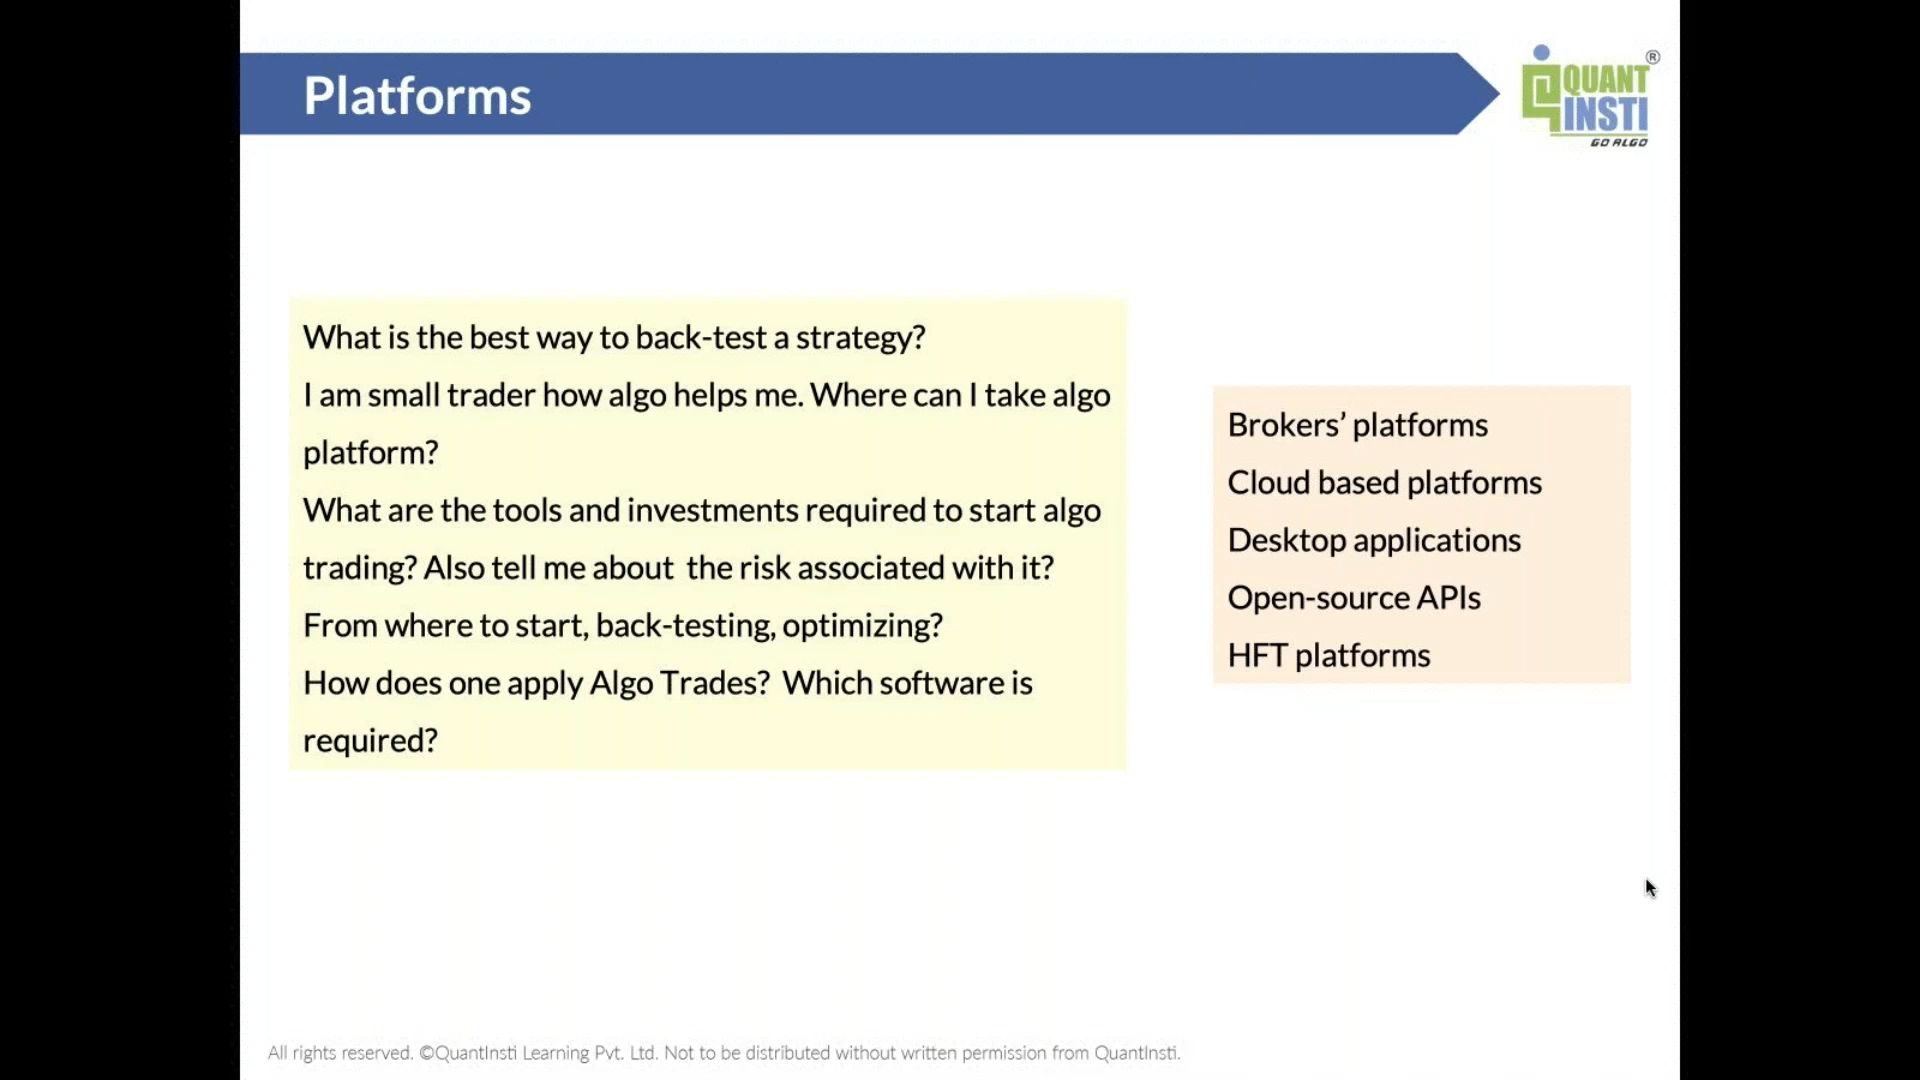 Platforms
QUANT
INSTI
GO ALGO
®
What is the best way to back-test a strategy?
I am small trader how algo helps me. Where can I take algo
platform?
What are the tools and investments required to start algo
trading? Also tell me about  the risk associated with it?
From where to start, back-testing, optimizing?
How does one apply Algo Trades?  Which software is
required?
Brokers’ platforms
Cloud based platforms
Desktop applications
Open-source APIs
HFT platforms
All rights reserved. ©QuantInsti Learning Pvt. Ltd. Not to be distributed without written permission from QuantInsti.